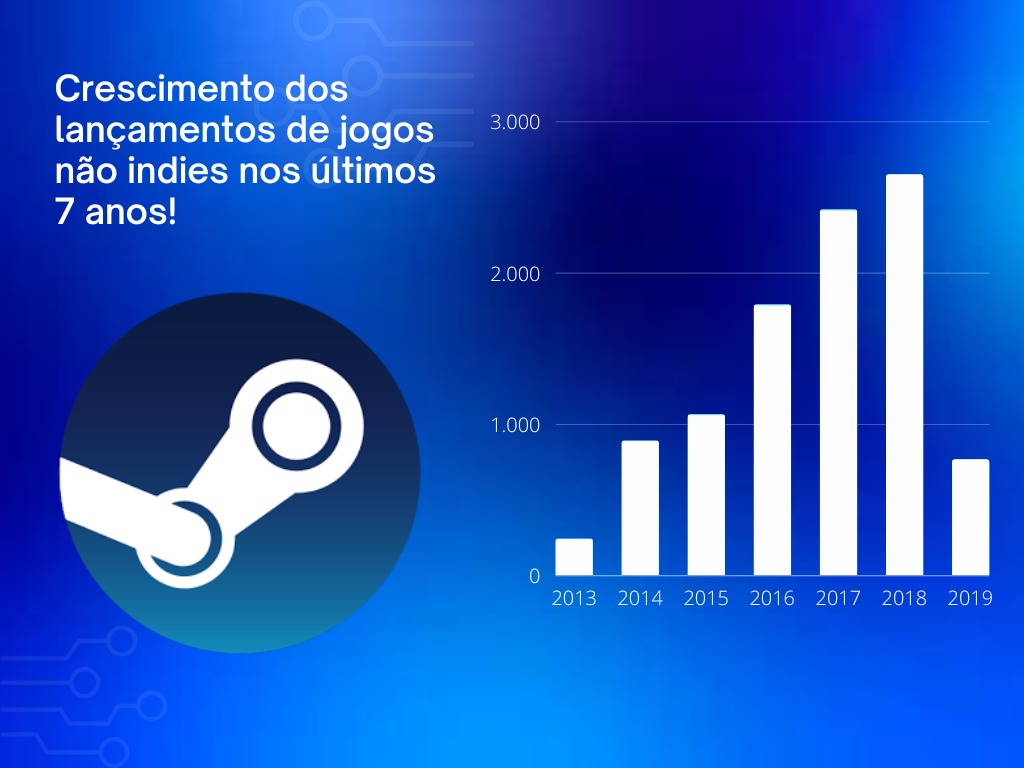 Crescimento dos
lançamentos de jogos
não indies nos últimos
7 anos!
3.000
2.000
1.000
0
2013 2014 2015 2016 2017 2018 2019